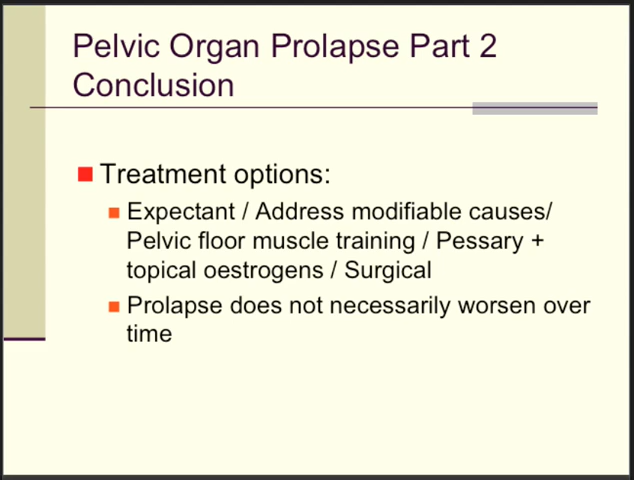 Pelvic Organ Prolapse Part 2
Conclusion
Treatment options:
Expectant / Address modifiable causes/
Pelvic floor muscle training / Pessary +
topical oestrogens / Surgical
Prolapse does not necessarily worsen over
time